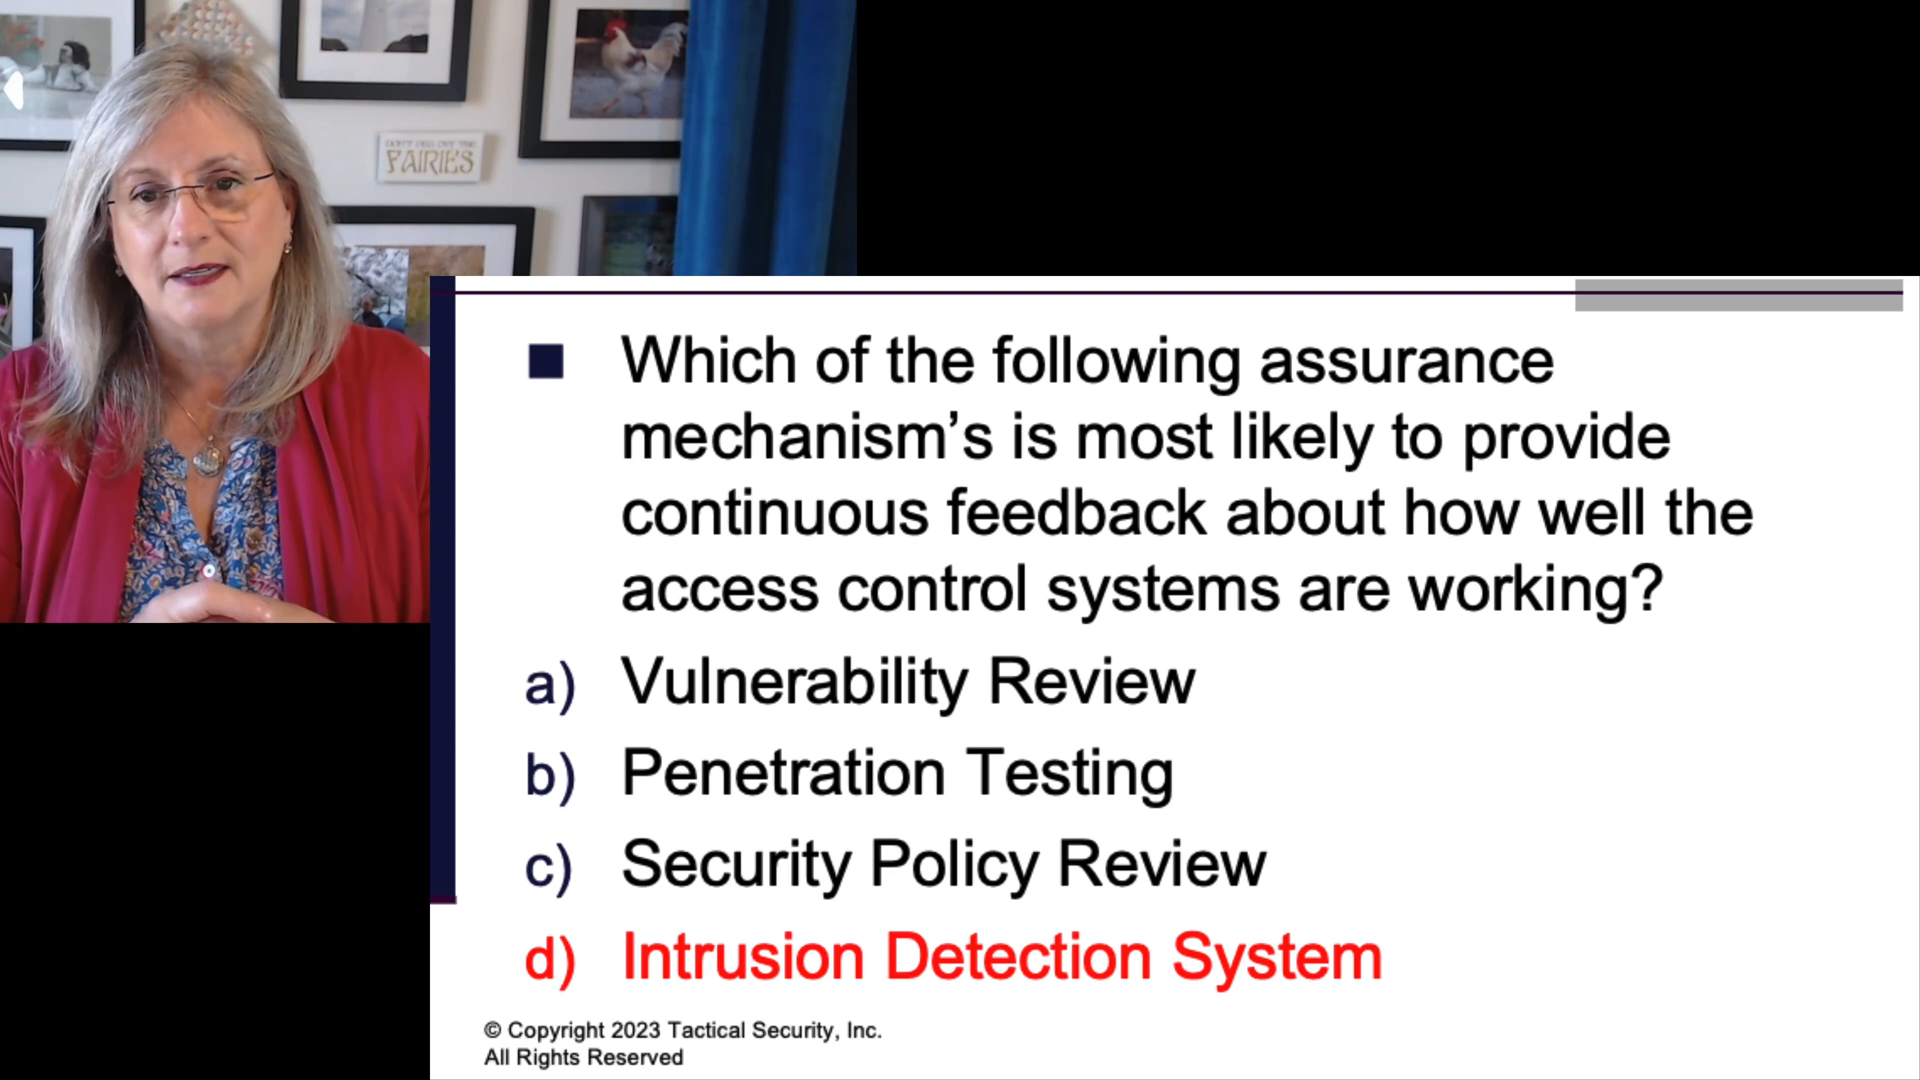 FAIRIES
■ Which of the following assurance
mechanism’s is most likely to provide
continuous feedback about how well the
access control systems are working?
a) Vulnerability Review
b) Penetration Testing
c) Security Policy Review
d) Intrusion Detection System
© Copyright 2023 Tactical Security, Inc.
All Rights Reserved